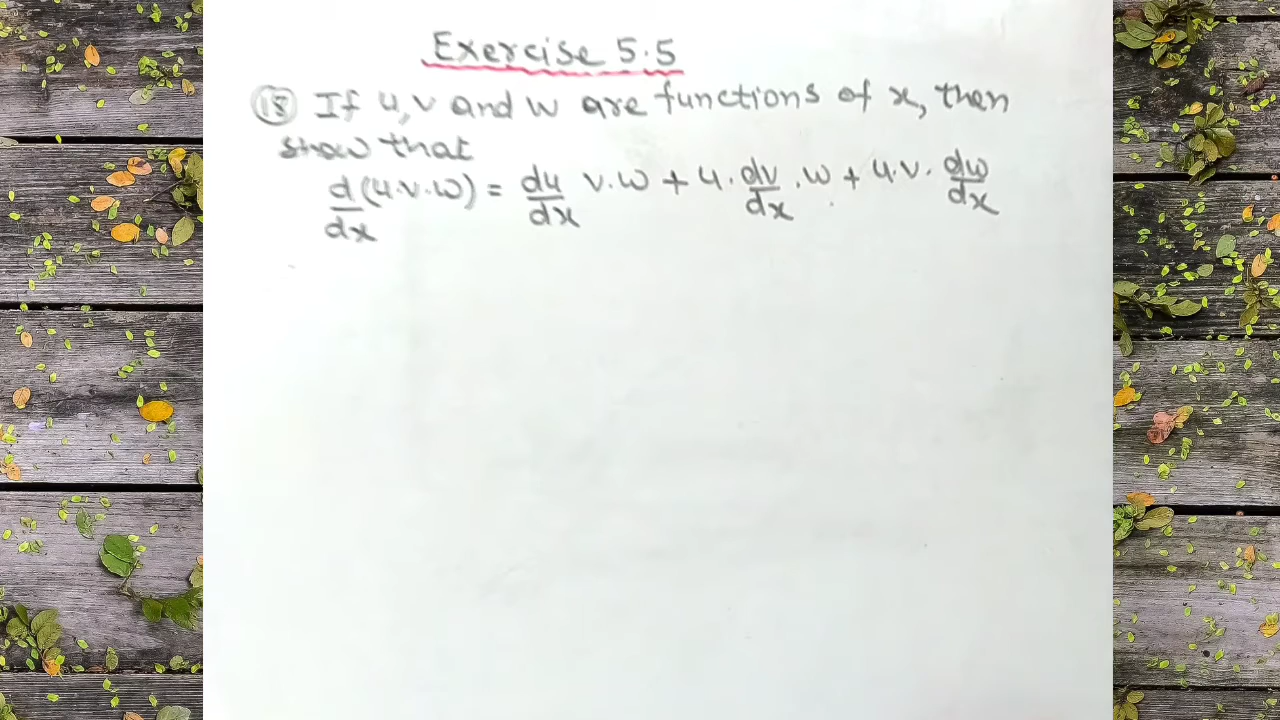 Exercise 5.5
18 If u, v and w are functions of x, then
show that
d/dx (u.v.w) = du/dx v.w + u. dv/dx .w + u.v. dw/dx